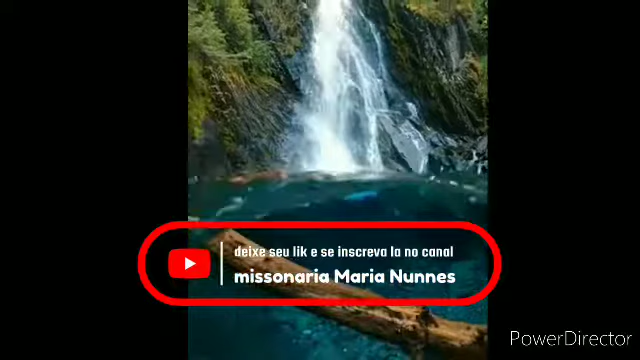 deixe seu lik e se inscreva la no canal
missonaria Maria Nunnes
PowerDirector